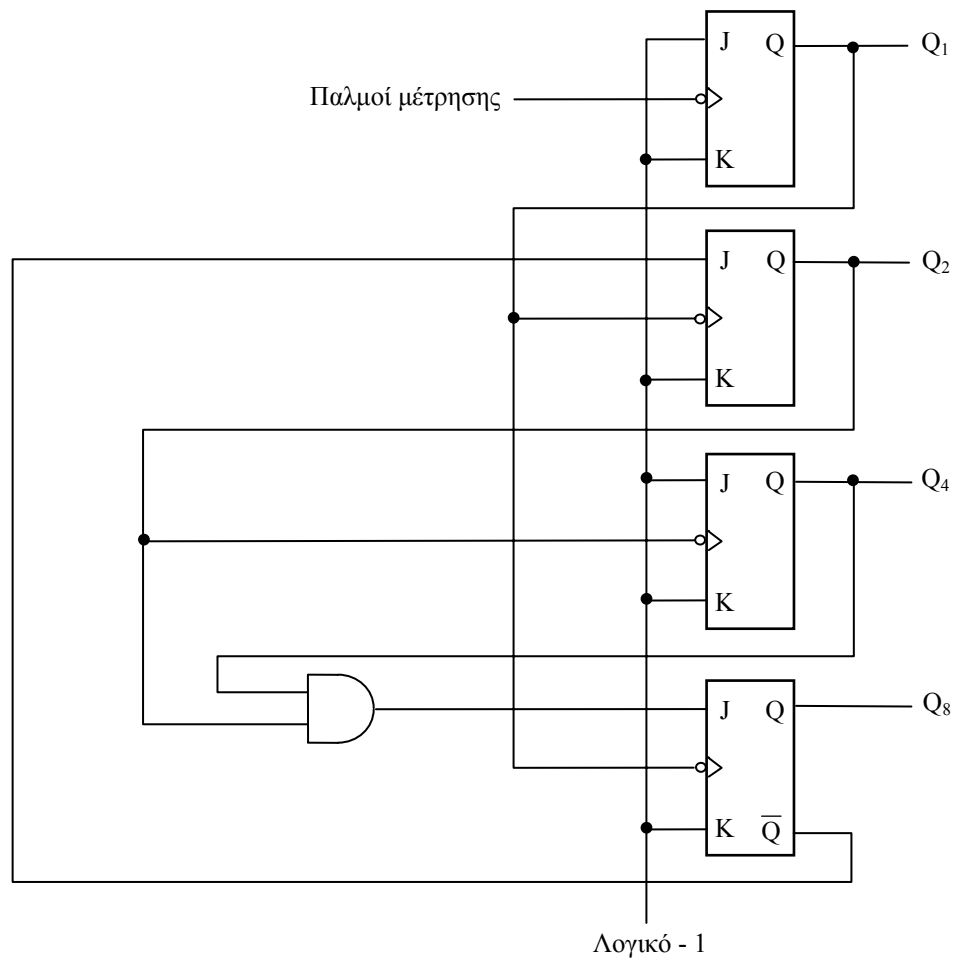 J Q Q₁
Παλμοί μέτρησης
K
J Q Q₂
K
J Q Q₄
K
J Q Q₈
K Q̅
Λογικό - 1